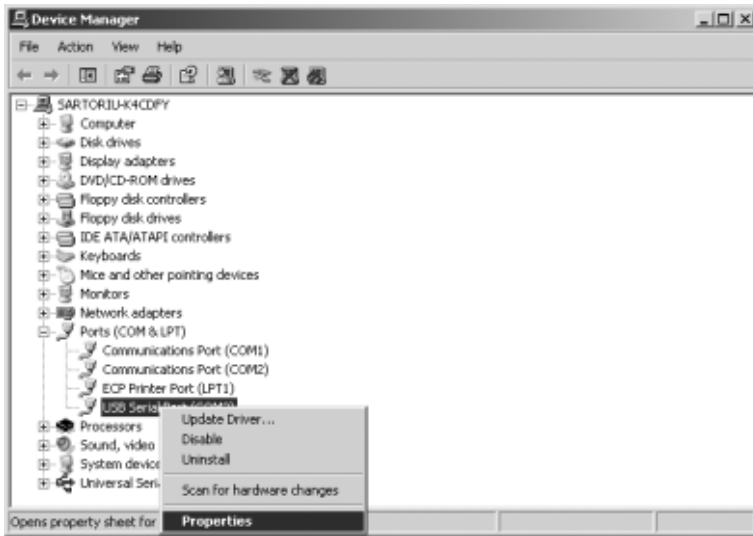 Device Manager
File Action View Help
SARTORIU-K4CDFY
Computer
Disk drives
Display adapters
DVD/CD-ROM drives
Floppy disk controllers
Floppy disk drives
IDE ATA/ATAPI controllers
Keyboards
Mice and other pointing devices
Monitors
Network adapters
Ports (COM & LPT)
Communications Port (COM1)
Communications Port (COM2)
ECP Printer Port (LPT1)
USB Serial
Update Driver...
Processors
Disable
Sound, video
Uninstall
System device
Universal Seri
Scan for hardware changes
Opens property sheet for
Properties